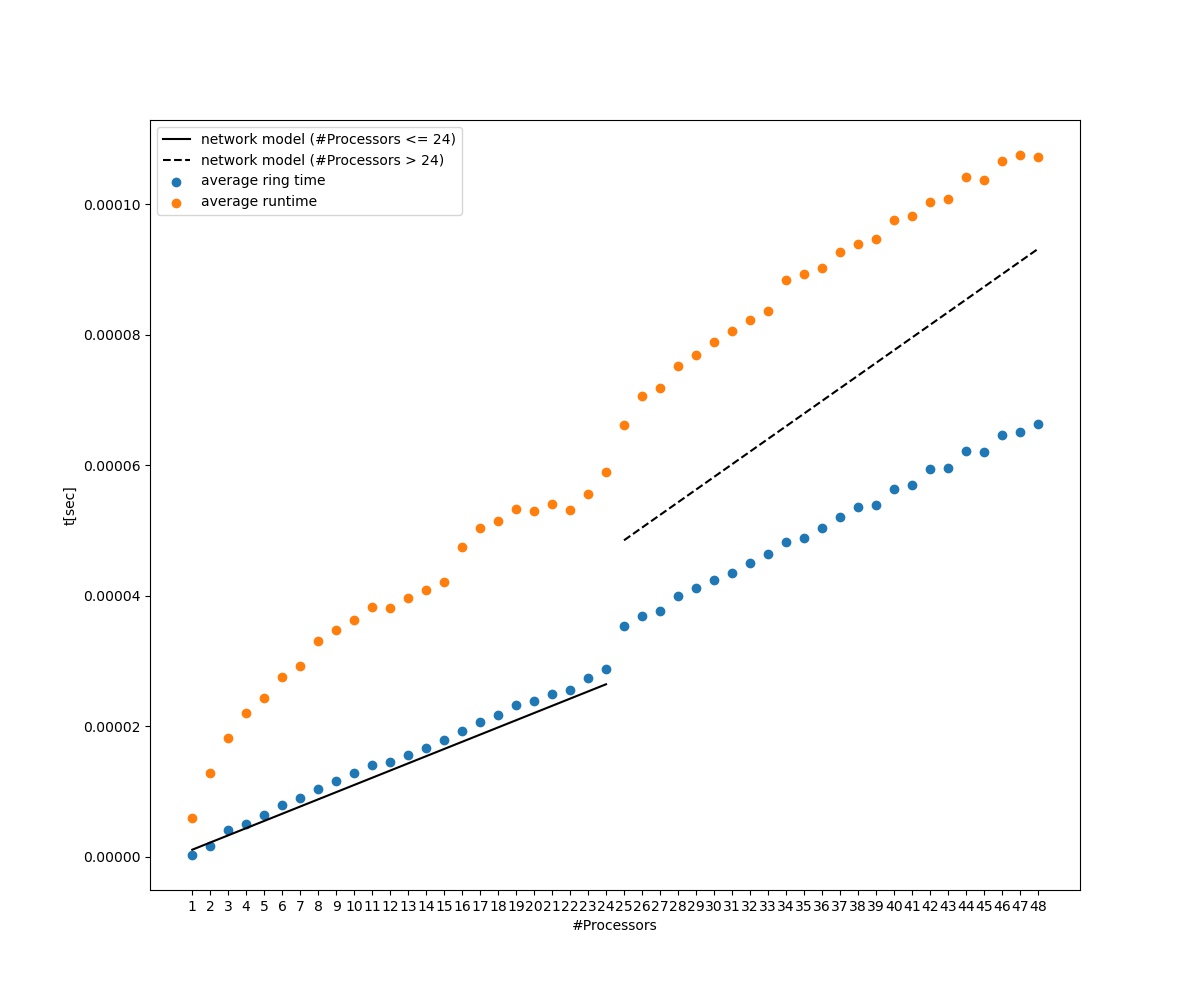 network model (#Processors <= 24)
network model (#Processors > 24)
average ring time
average runtime
0.00010
0.00008
0.00006
0.00004
0.00002
0.00000
t[sec]
1 2 3 4 5 6 7 8 9 10 11 12 13 14 15 16 17 18 19 20 21 22 23 24 25 26 27 28 29 30 31 32 33 34 35 36 37 38 39 40 41 42 43 44 45 46 47 48
#Processors